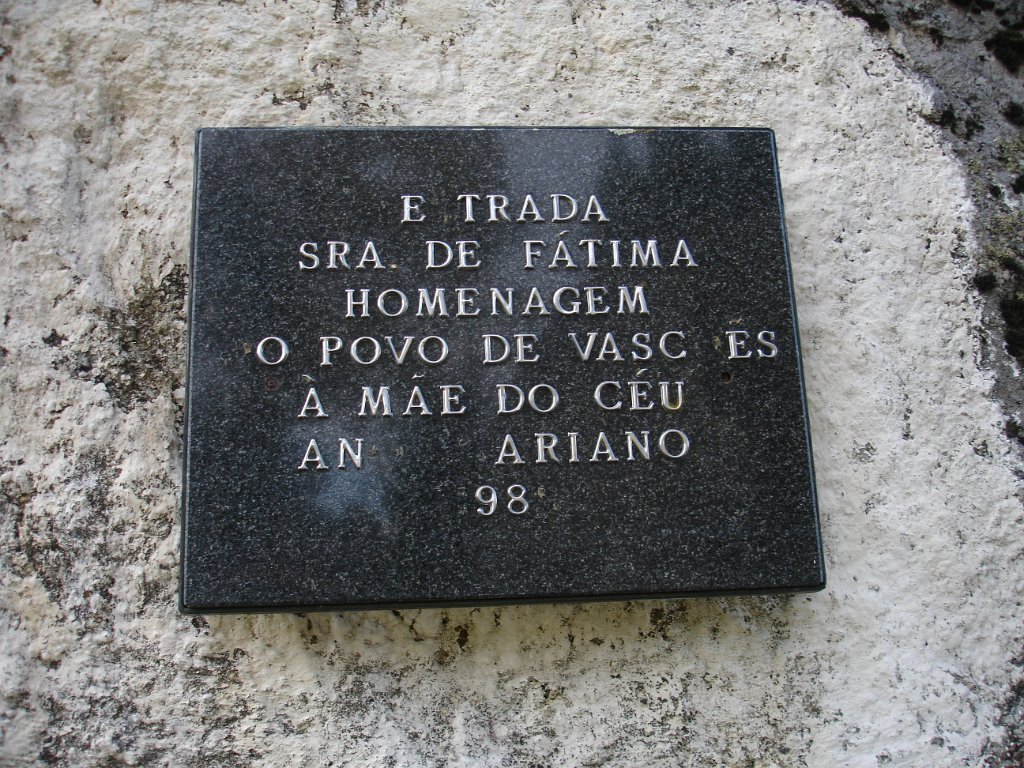 E TRADA
SRA. DE FÁTIMA
HOMENAGEM
O POVO DE VASC ES
À MÃE DO CÉU
AN ARIANO
98